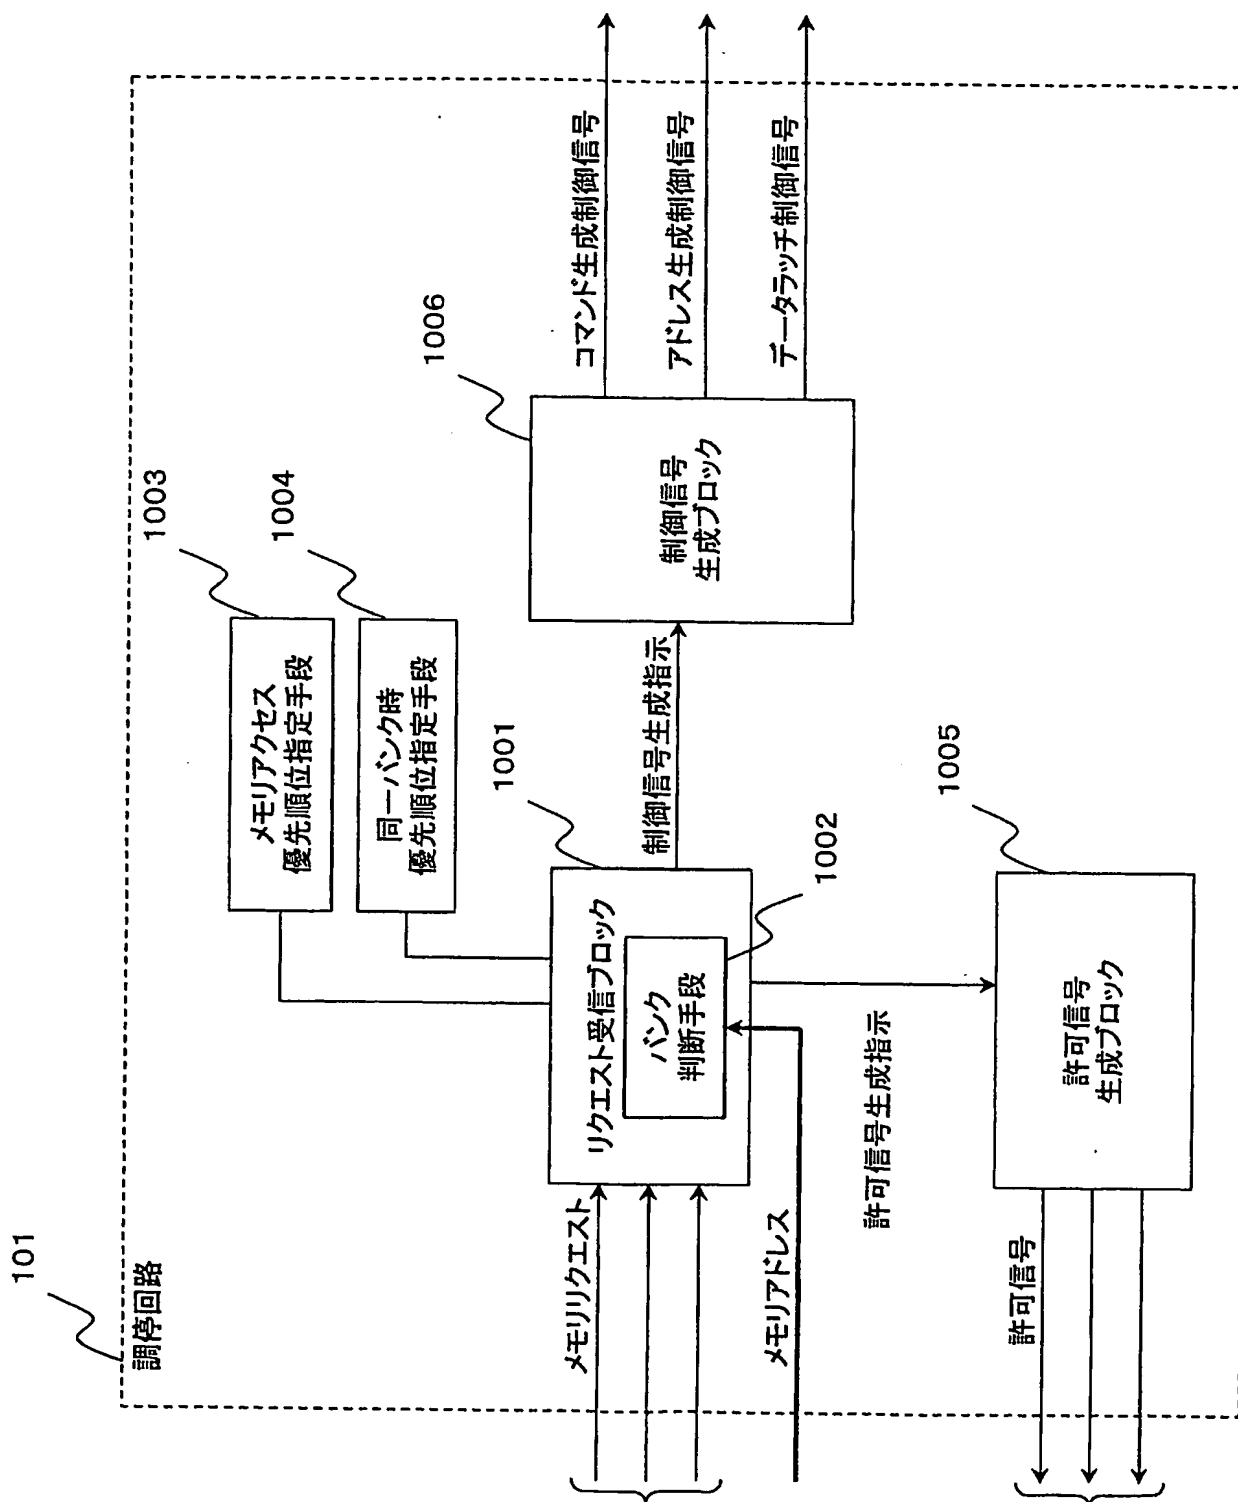 101
調停回路
1003
メモリアクセス
優先順位指定手段
1004
同一バンク時
優先順位指定手段
1001
リクエスト受信ブロック
1002
バンク
判断手段
メモリリクエスト
メモリアドレス
制御信号生成指示
1006
制御信号
生成ブロック
コマンド生成制御信号
アドレス生成制御信号
データラッチ制御信号
許可信号生成指示
1005
許可信号
生成ブロック
許可信号